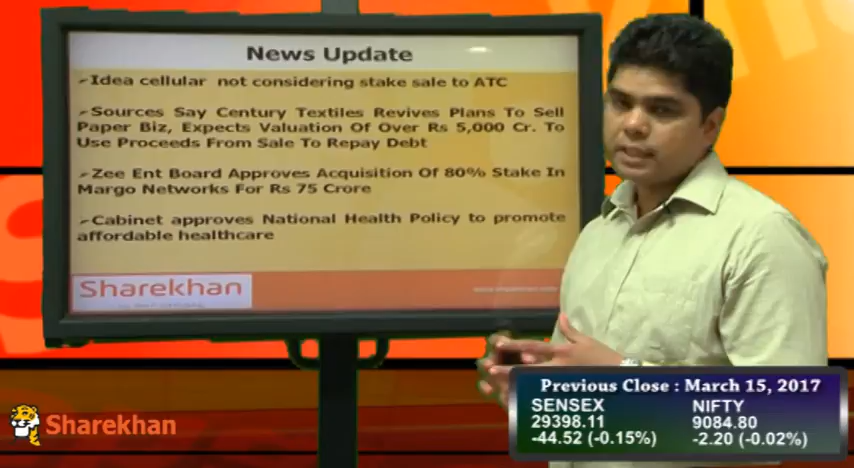 News Update
Idea cellular not considering stake sale to ATC
Sources Say Century Textiles Revives Plans To Sell
Paper Biz, Expects Valuation Of Over Rs 5,000 Cr. To
Use Proceeds From Sale To Repay Debt
Zee Ent Board Approves Acquisition Of 80% Stake In
Margo Networks For Rs 75 Crore
Cabinet approves National Health Policy to promote
affordable healthcare
Sharekhan
Sharekhan
Previous Close : March 15, 2017
SENSEX NIFTY
29398.11 9084.80
-44.52 (-0.15%) -2.20 (-0.02%)